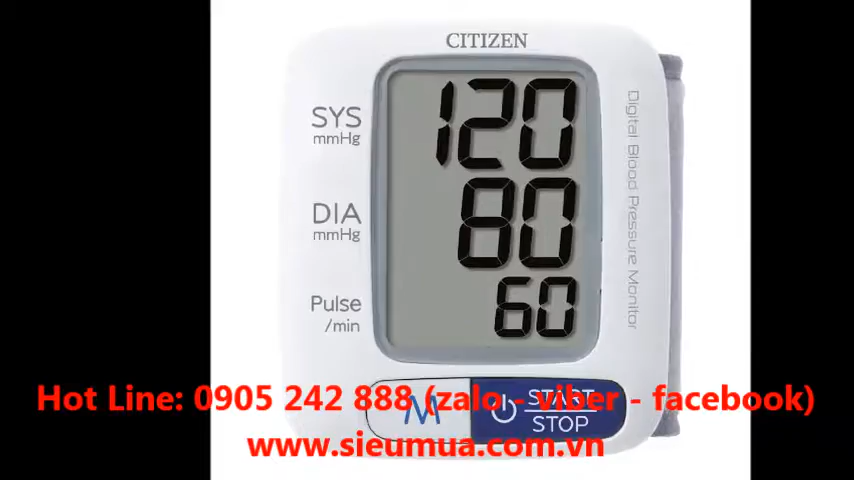 CITIZEN
SYS
mmHg
120
DIA
mmHg
80
Pulse
/min
60
Digital Blood Pressure Monitor
M
START
STOP
Hot Line: 0905 242 888 (zalo - viber - facebook)
www.sieumua.com.vn